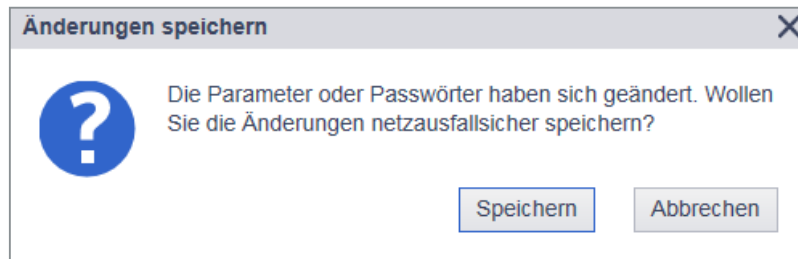 Änderungen speichern
Die Parameter oder Passwörter haben sich geändert. Wollen
Sie die Änderungen netzausfallsicher speichern?
Speichern
Abbrechen